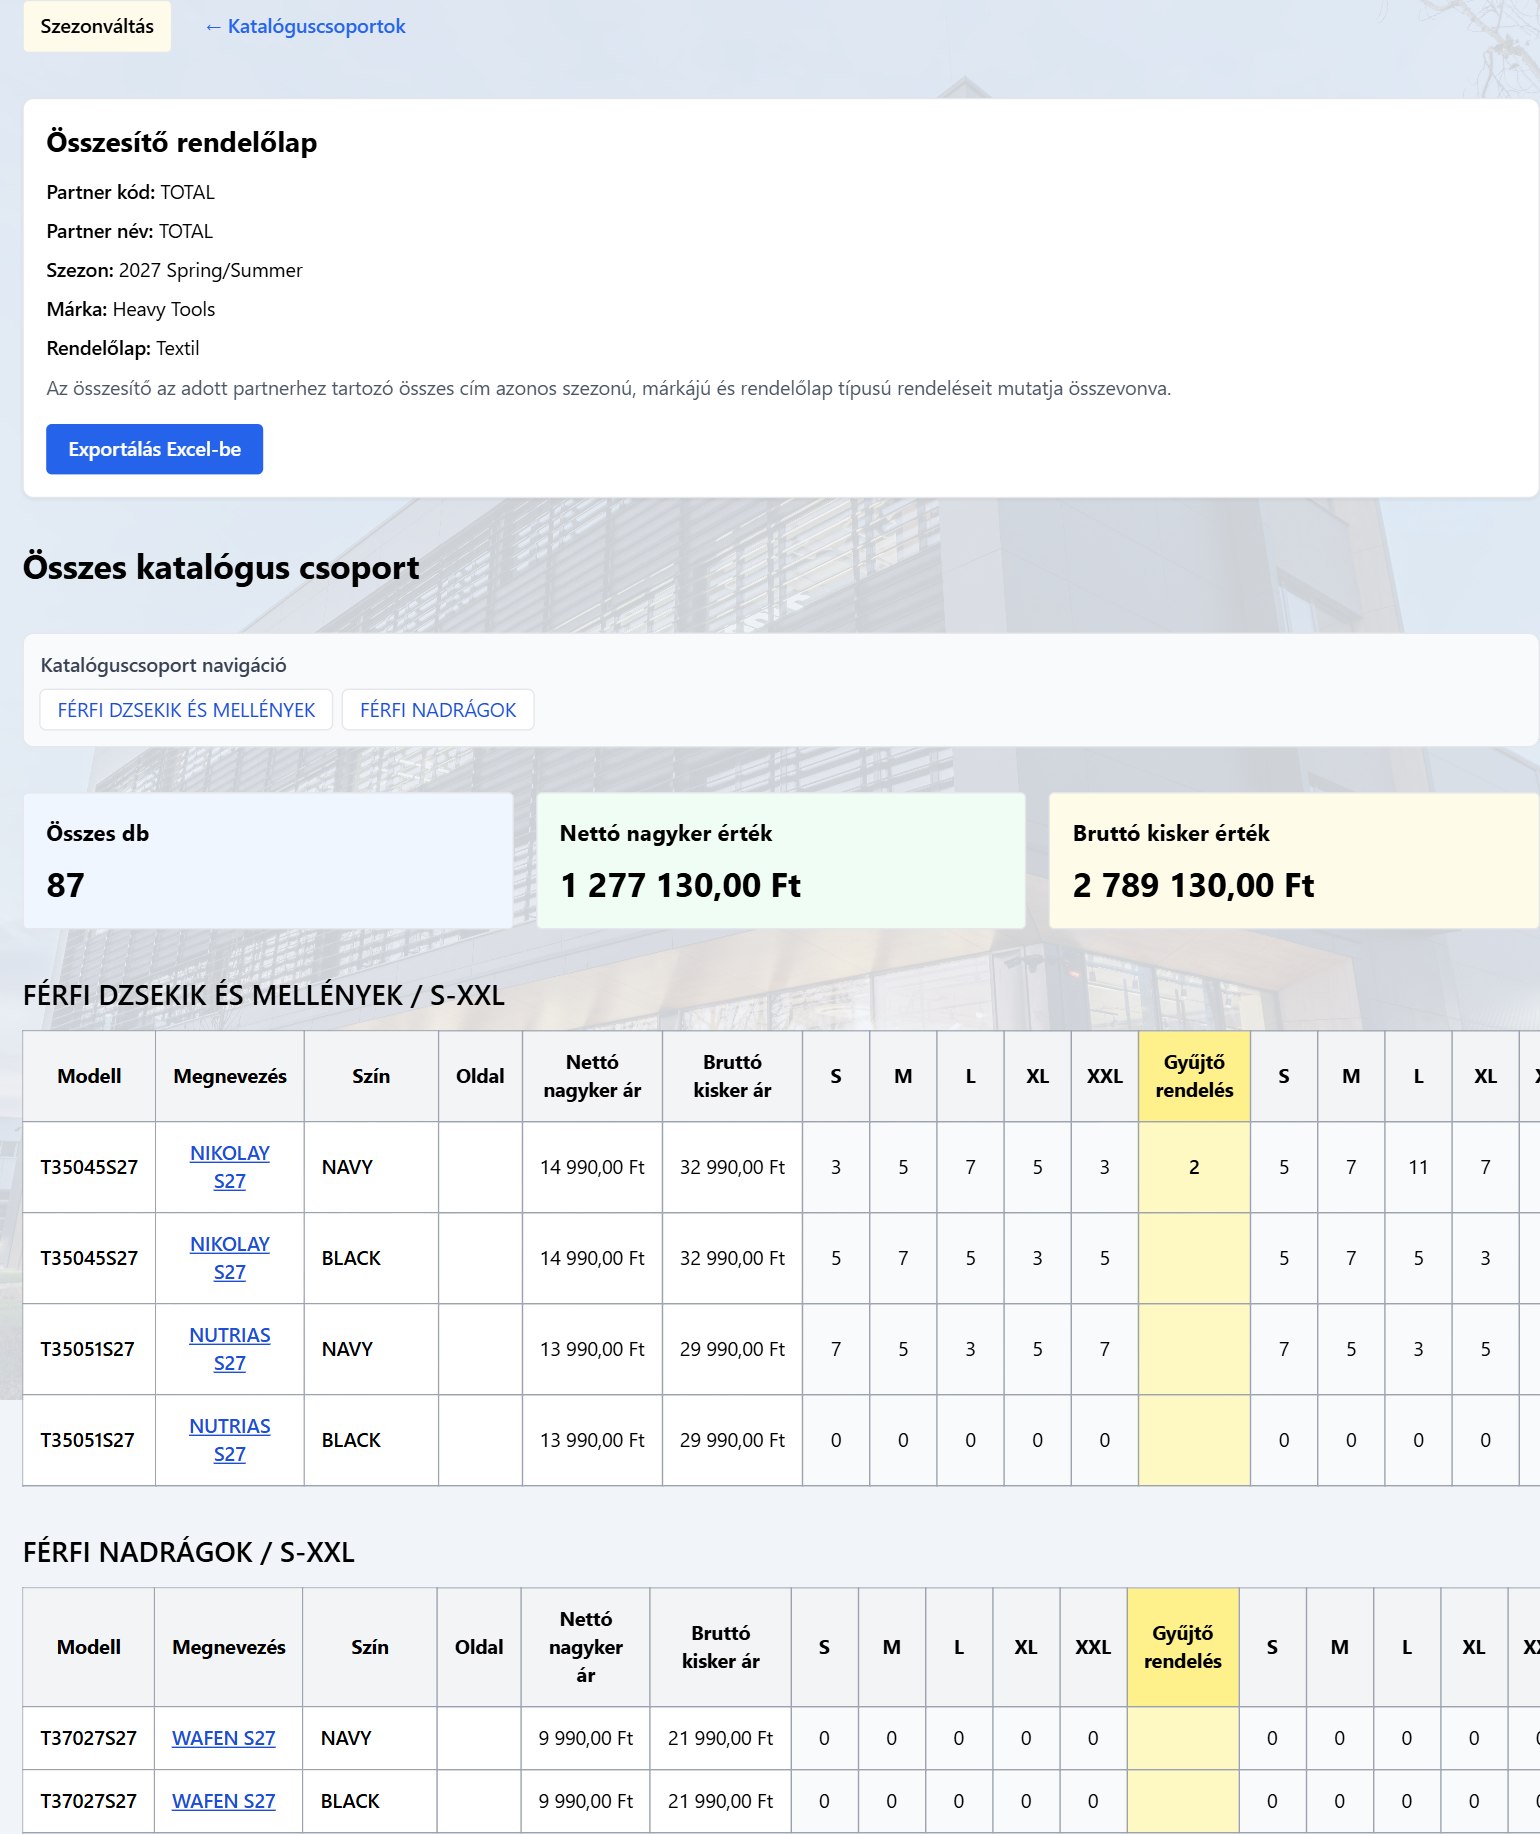 Szezonváltás ← Katalóguscsoportok
Összesítő rendelőlap
Partner kód: TOTAL
Partner név: TOTAL
Szezon: 2027 Spring/Summer
Márka: Heavy Tools
Rendelőlap: Textil
Az összesítő az adott partnerhez tartozó összes cím azonos szezonú, márkájú és rendelőlap típusú rendeléseit mutatja összevonva.
Exportálás Excel-be
Összes katalógus csoport
Katalóguscsoport navigáció
FÉRFI DZSEKIK ÉS MELLÉNYEK FÉRFI NADRÁGOK
Összes db Nettó nagyker érték Bruttó kisker érték
87 1 277 130,00 Ft 2 789 130,00 Ft
FÉRFI DZSEKIK ÉS MELLÉNYEK / S-XXL
Modell Megnevezés Szín Oldal Nettó nagyker ár Bruttó kisker ár S M L XL XXL Gyűjtő rendelés S M L XL
T35045S27 NIKOLAY S27 NAVY 14 990,00 Ft 32 990,00 Ft 3 5 7 5 3 2 5 7 11 7
T35045S27 NIKOLAY S27 BLACK 14 990,00 Ft 32 990,00 Ft 5 7 5 3 5 5 7 5 3
T35051S27 NUTRIAS S27 NAVY 13 990,00 Ft 29 990,00 Ft 7 5 3 5 7 7 5 3 5
T35051S27 NUTRIAS S27 BLACK 13 990,00 Ft 29 990,00 Ft 0 0 0 0 0 0 0 0 0
FÉRFI NADRÁGOK / S-XXL
Modell Megnevezés Szín Oldal Nettó nagyker ár Bruttó kisker ár S M L XL XXL Gyűjtő rendelés S M L XL
T37027S27 WAFEN S27 NAVY 9 990,00 Ft 21 990,00 Ft 0 0 0 0 0 0 0 0 0
T37027S27 WAFEN S27 BLACK 9 990,00 Ft 21 990,00 Ft 0 0 0 0 0 0 0 0 0